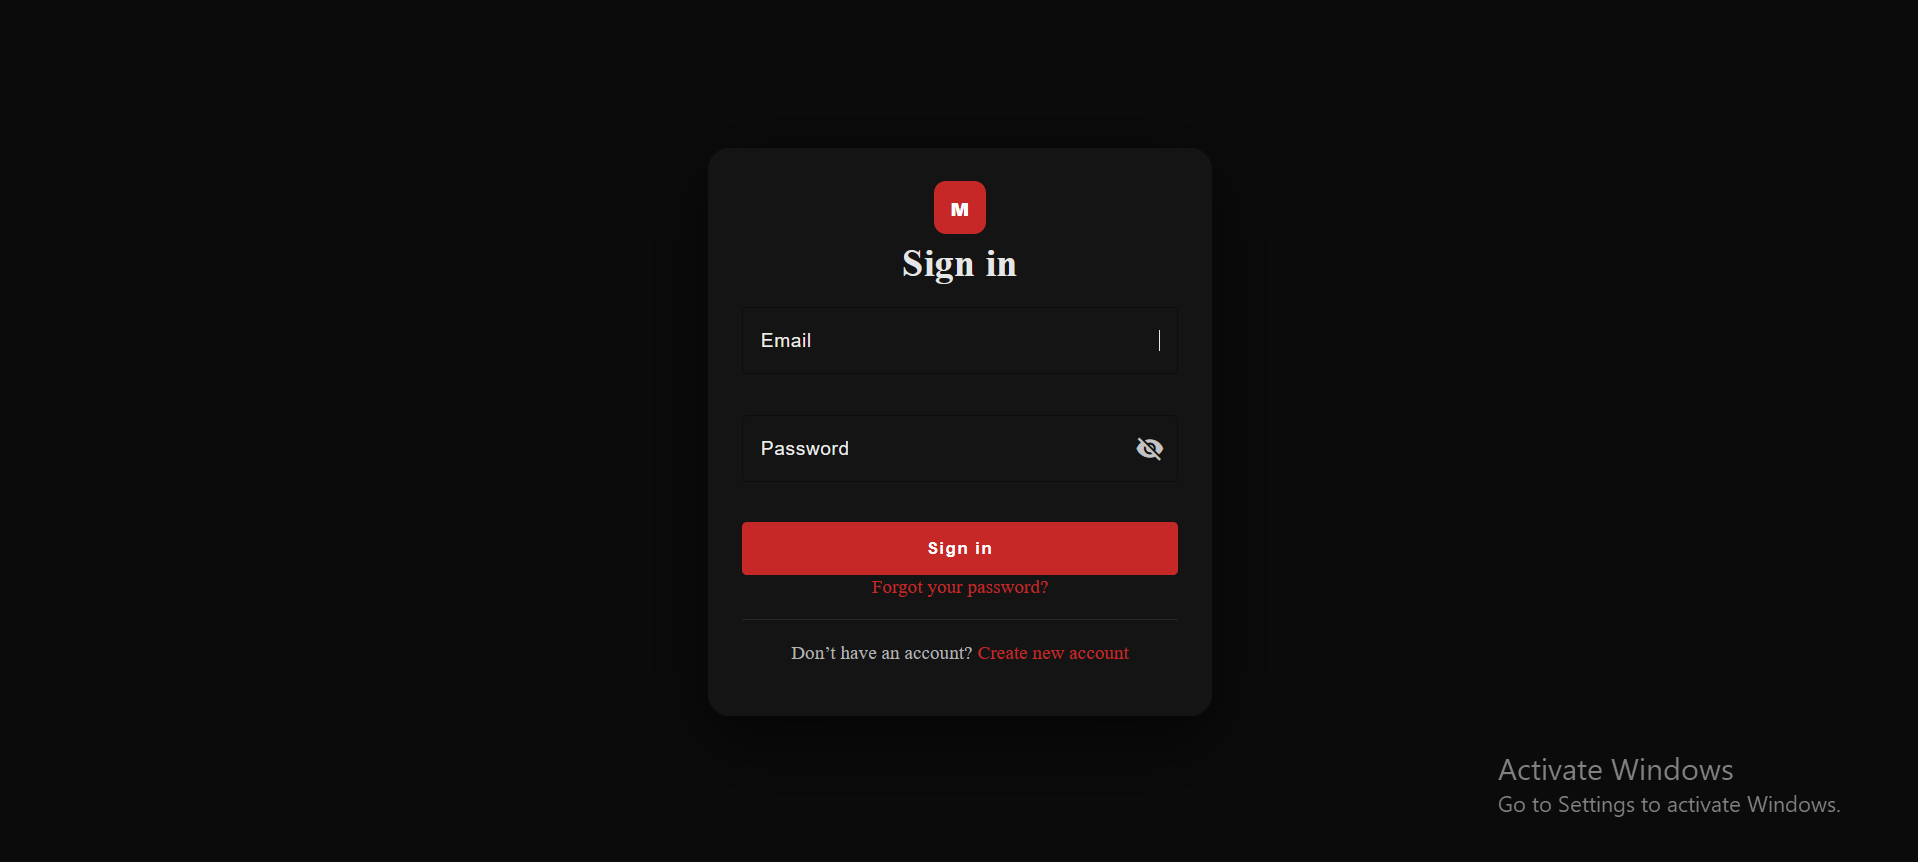 M
Sign in
Email
Password
Sign in
Forgot your password?
Don’t have an account? Create new account
Activate Windows
Go to Settings to activate Windows.